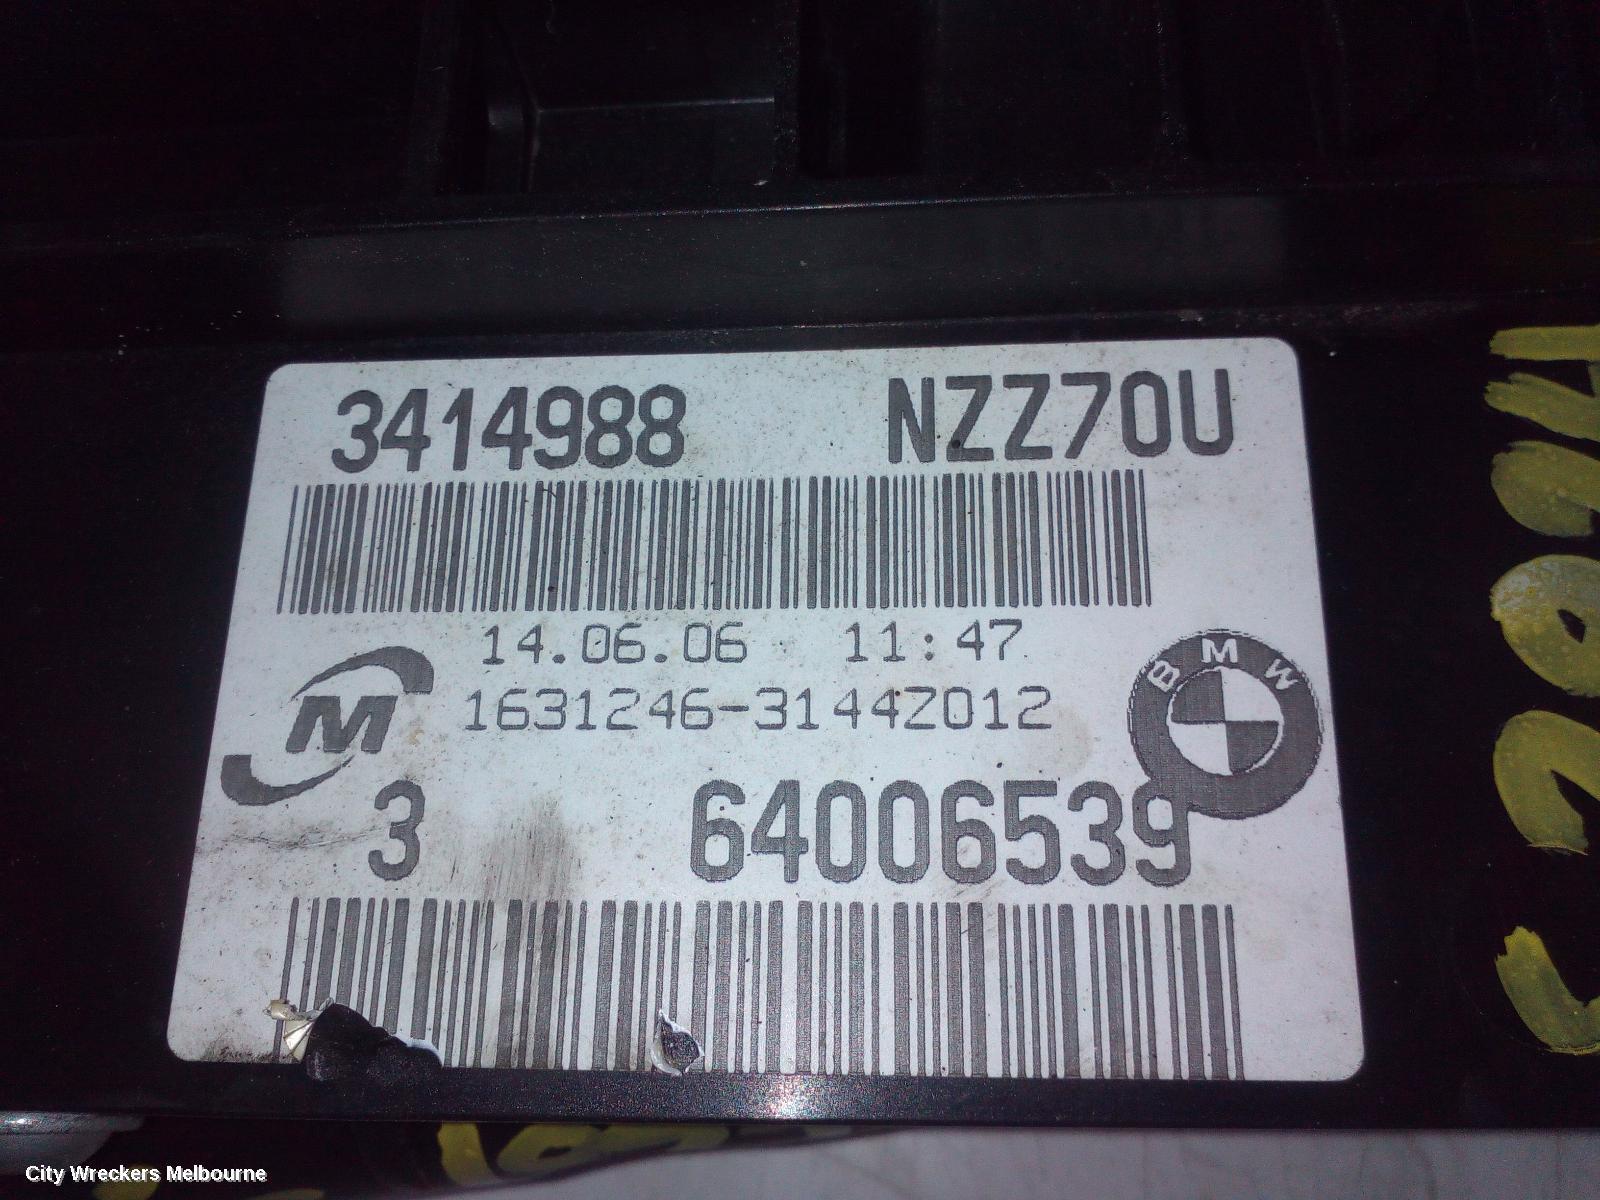 3414988 NZZ70U
14.06.06 11:47
1631246-3144Z012
M
BMW
3 64006539
City Wreckers Melbourne